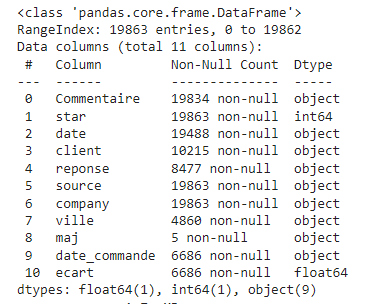 <class 'pandas.core.frame.DataFrame'>
RangeIndex: 19863 entries, 0 to 19862
Data columns (total 11 columns):
 #   Column         Non-Null Count  Dtype
---  ------         --------------  -----
 0   Commentaire    19834 non-null  object
 1   star           19863 non-null  int64
 2   date           19488 non-null  object
 3   client         10215 non-null  object
 4   reponse        8477 non-null   object
 5   source         19863 non-null  object
 6   company        19863 non-null  object
 7   ville          4860 non-null   object
 8   maj            5 non-null      object
 9   date_commande  6686 non-null   object
 10  ecart          6686 non-null   float64
dtypes: float64(1), int64(1), object(9)